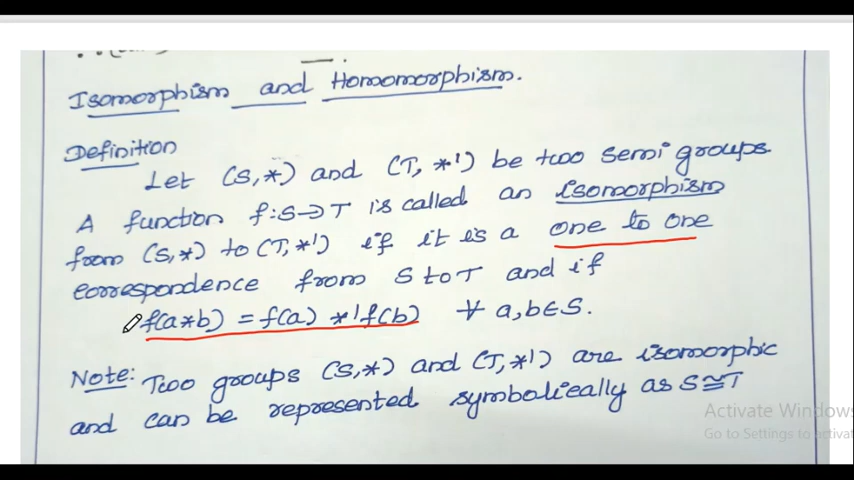 Isomorphism and Homomorphism.
Definition
Let (S,*) and (T,*') be two semi groups
A function f:S→T is called an isomorphism
from (S,*) to (T,*') if it is a one to one
correspondence from S to T and if
f(a*b) = f(a) *' f(b) ∀ a,b∈S.
Note: Two groups (S,*) and (T,*') are isomorphic
and can be represented symbolically as S≅T
Activate Windows
Go to Settings to activat